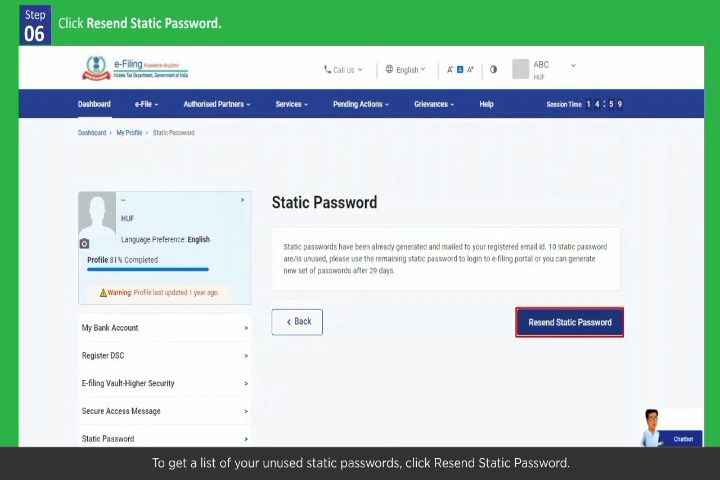 Step
06
Click Resend Static Password.
e-Filing Anywhere Anytime
Income Tax Department, Government of India
Call Us
English
A- A A+
ABC
HUF
Dashboard e-File Authorised Partners Services Pending Actions Grievances Help Session Time 1 4 : 5 9
Dashboard > My Profile > Static Password
-- >
HUF
Language Preference: English
Profile:81% Completed
Warning: Profile last updated 1 year ago.
My Bank Account >
Register DSC >
E-filing Vault-Higher Security >
Secure Access Message >
Static Password >
Static Password
Static passwords have been already generated and mailed to your registered email id. 10 static password
are/is unused, please use the remaining static password to login to e-filing portal or you can generate
new set of passwords after 29 days.
< Back
Resend Static Password
Chatbot
To get a list of your unused static passwords, click Resend Static Password.